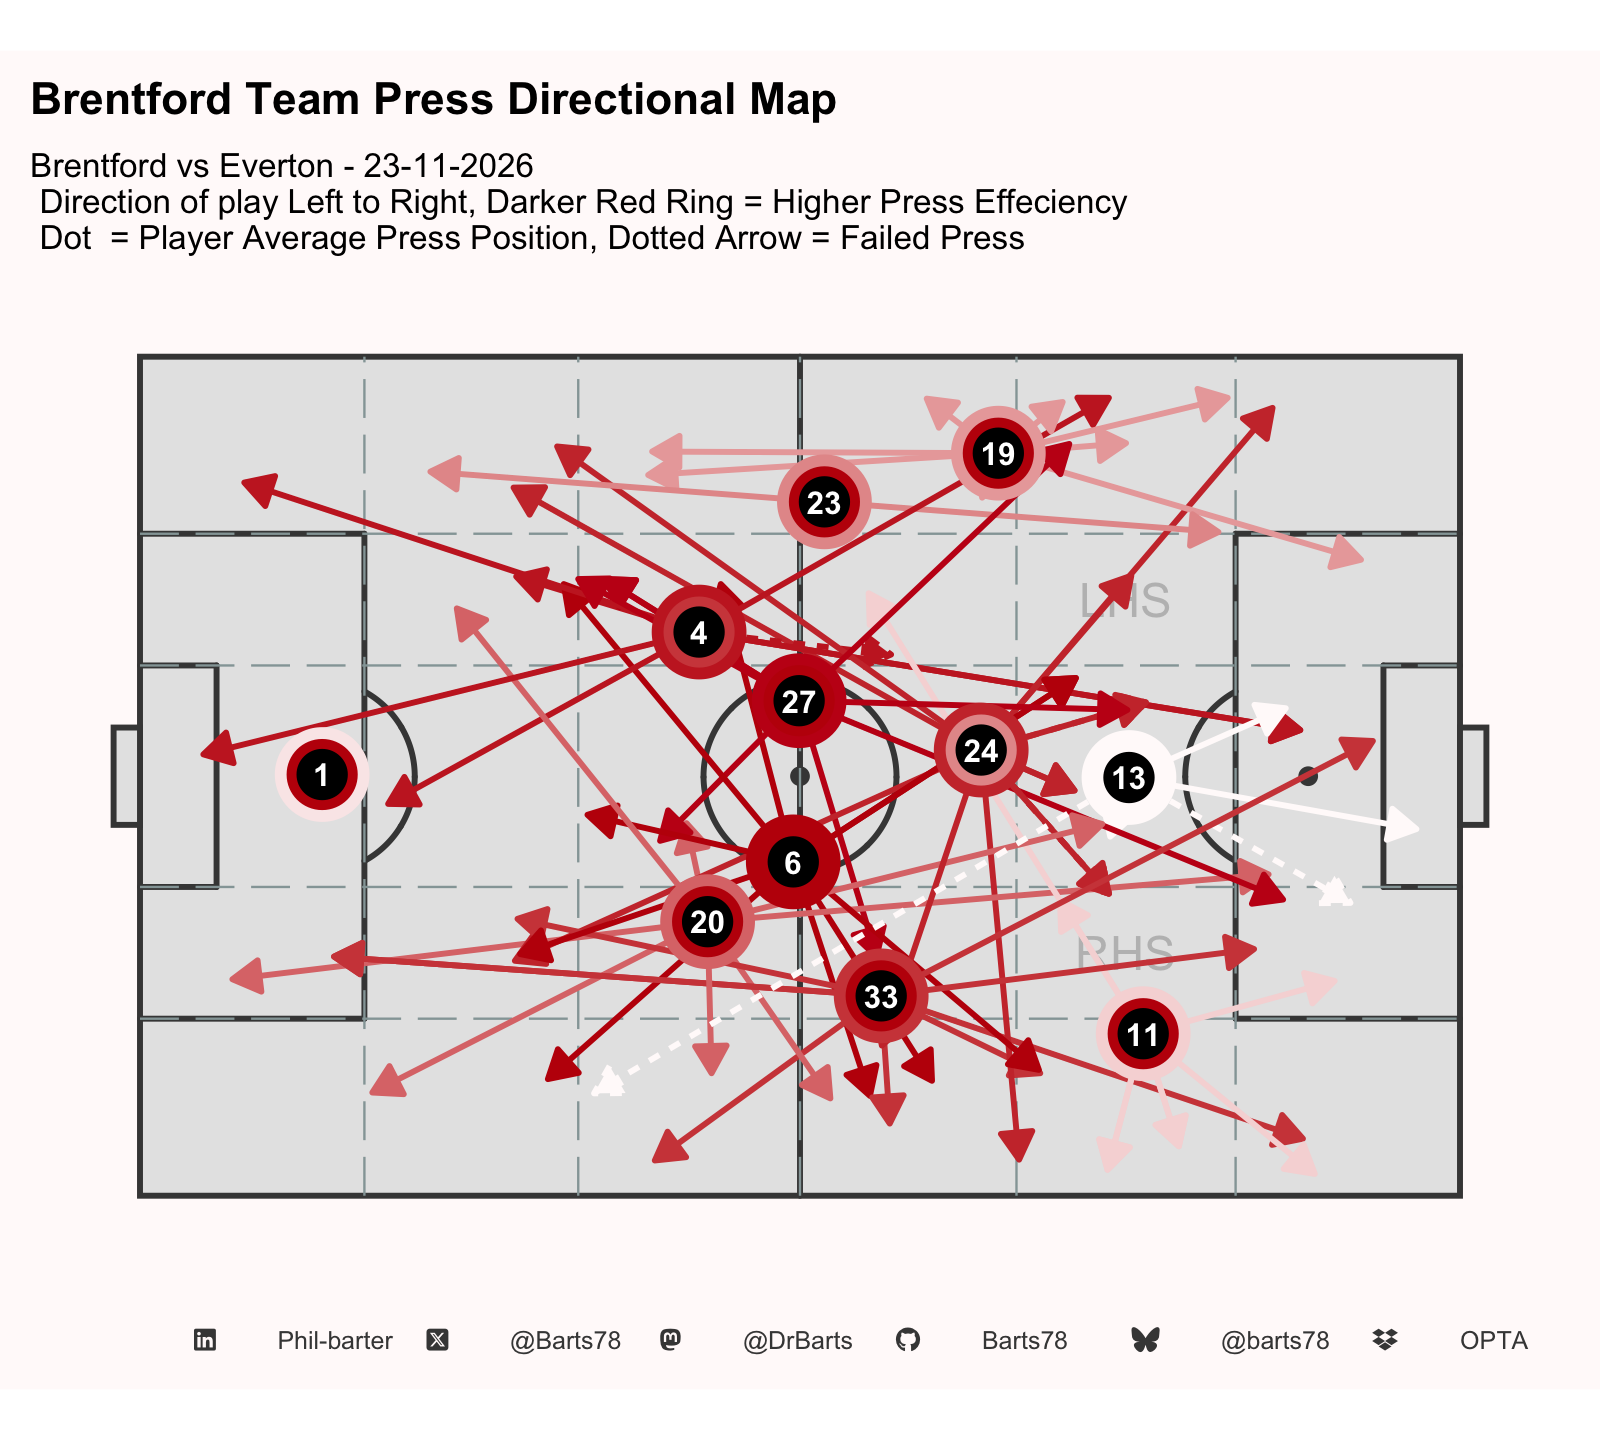 Brentford Team Press Directional Map
Brentford vs Everton - 23-11-2026
Direction of play Left to Right, Darker Red Ring = Higher Press Effeciency
Dot = Player Average Press Position, Dotted Arrow = Failed Press
19
23
LHS
4
27
24
1
13
6
20
RHS
33
11
Phil-barter @Barts78 @DrBarts Barts78 @barts78 OPTA